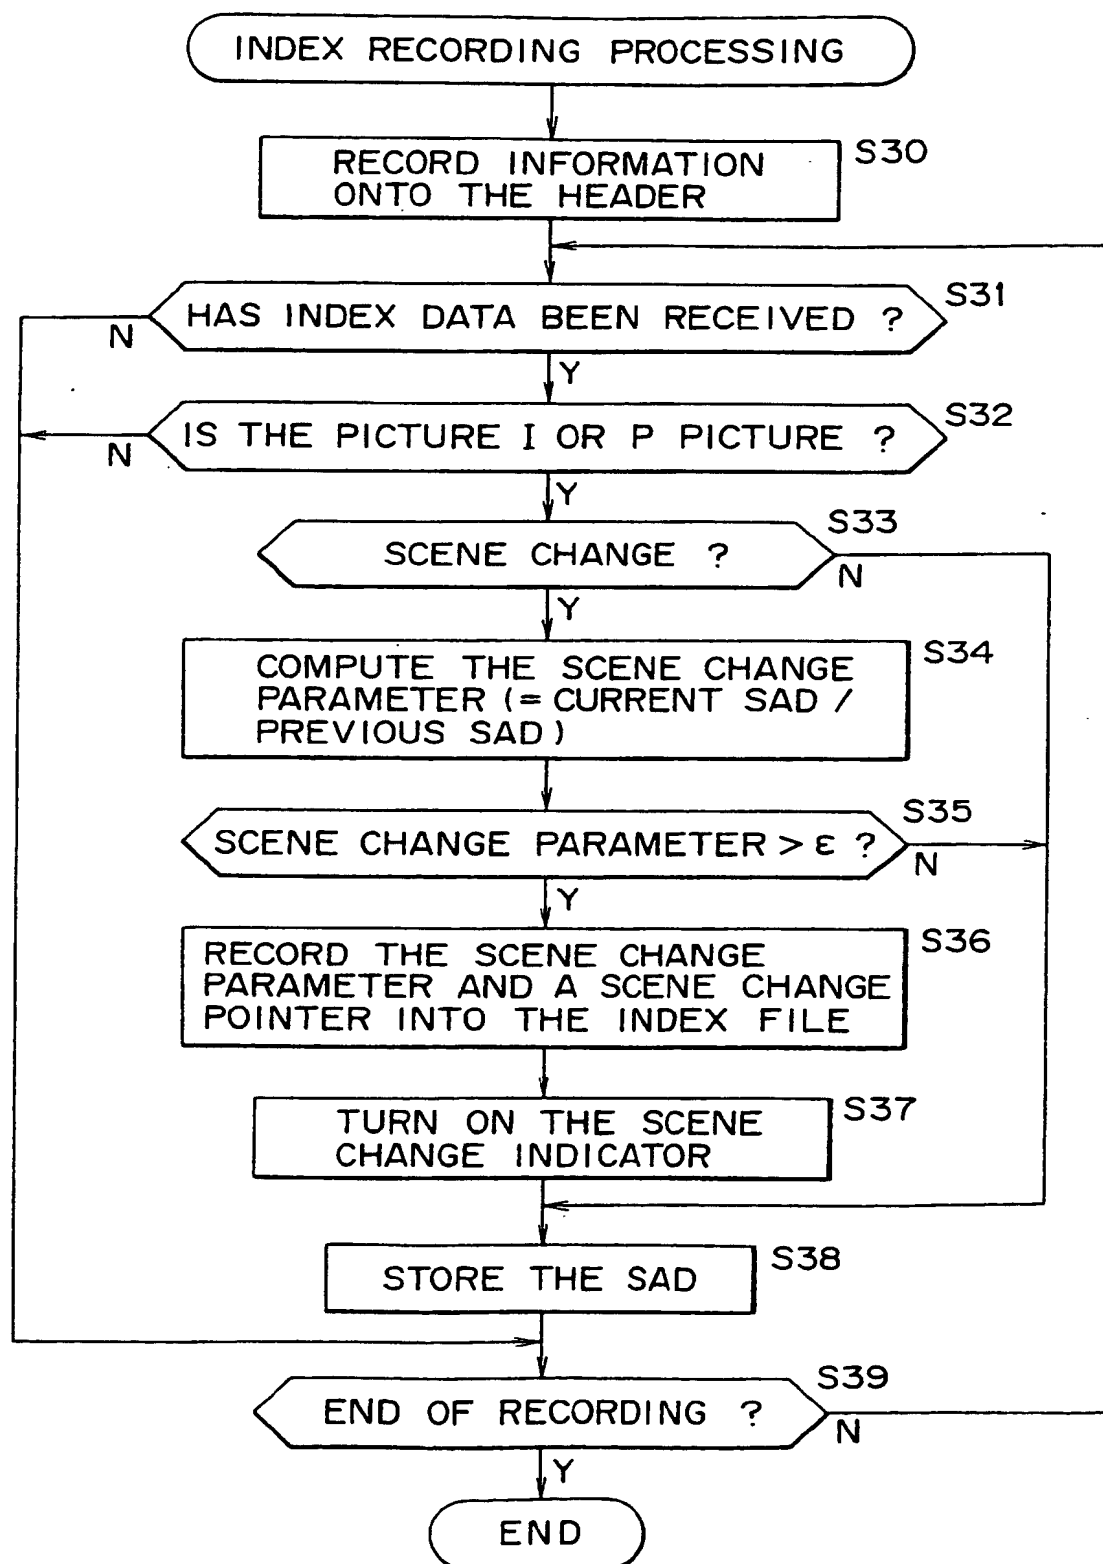 INDEX RECORDING PROCESSING
S30
RECORD INFORMATION
ONTO THE HEADER
S31
HAS INDEX DATA BEEN RECEIVED ?
N
Y
S32
IS THE PICTURE I OR P PICTURE ?
N
Y
S33
SCENE CHANGE ?
N
Y
S34
COMPUTE THE SCENE CHANGE
PARAMETER (= CURRENT SAD /
PREVIOUS SAD)
S35
SCENE CHANGE PARAMETER > ε ?
N
Y
S36
RECORD THE SCENE CHANGE
PARAMETER AND A SCENE CHANGE
POINTER INTO THE INDEX FILE
S37
TURN ON THE SCENE
CHANGE INDICATOR
S38
STORE THE SAD
S39
END OF RECORDING ?
N
Y
END